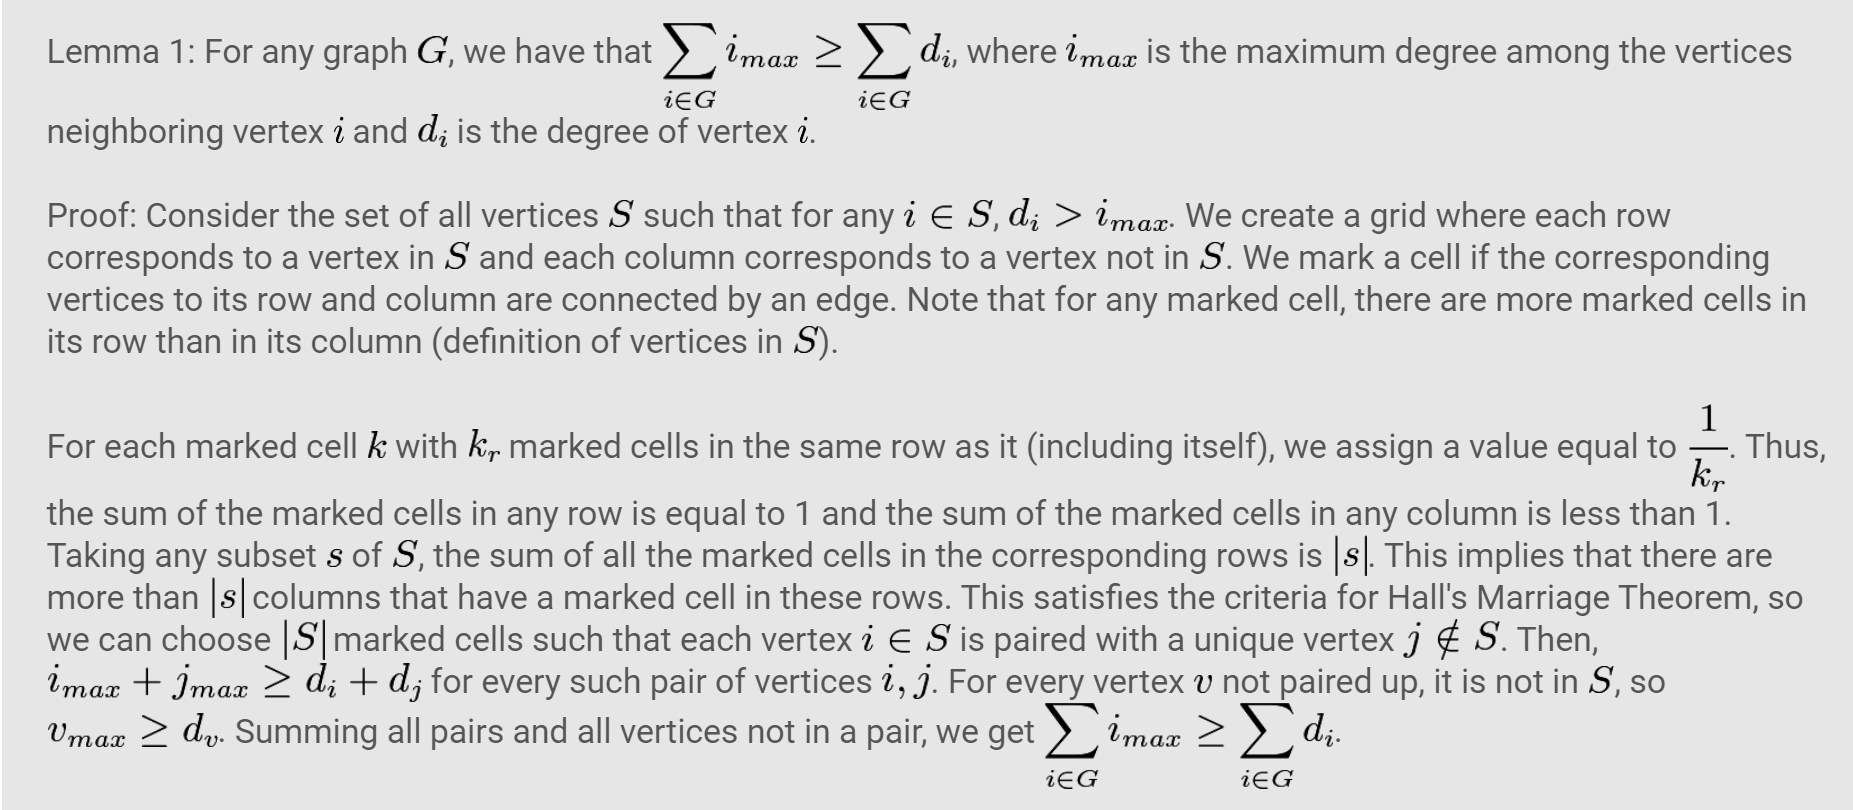 Lemma 1: For any graph $G$, we have that $\sum_{i \in G} i_{max} \geq \sum_{i \in G} d_i$, where $i_{max}$ is the maximum degree among the vertices
neighboring vertex $i$ and $d_i$ is the degree of vertex $i$.
Proof: Consider the set of all vertices $S$ such that for any $i \in S, d_i > i_{max}$. We create a grid where each row
corresponds to a vertex in $S$ and each column corresponds to a vertex not in $S$. We mark a cell if the corresponding
vertices to its row and column are connected by an edge. Note that for any marked cell, there are more marked cells in
its row than in its column (definition of vertices in $S$).
For each marked cell $k$ with $k_r$ marked cells in the same row as it (including itself), we assign a value equal to $\frac{1}{k_r}$. Thus,
the sum of the marked cells in any row is equal to 1 and the sum of the marked cells in any column is less than 1.
Taking any subset $s$ of $S$, the sum of all the marked cells in the corresponding rows is $|s|$. This implies that there are
more than $|s|$ columns that have a marked cell in these rows. This satisfies the criteria for Hall's Marriage Theorem, so
we can choose $|S|$ marked cells such that each vertex $i \in S$ is paired with a unique vertex $j \notin S$. Then,
$i_{max} + j_{max} \geq d_i + d_j$ for every such pair of vertices $i, j$. For every vertex $v$ not paired up, it is not in $S$, so
$v_{max} \geq d_v$. Summing all pairs and all vertices not in a pair, we get $\sum_{i \in G} i_{max} \geq \sum_{i \in G} d_i$.